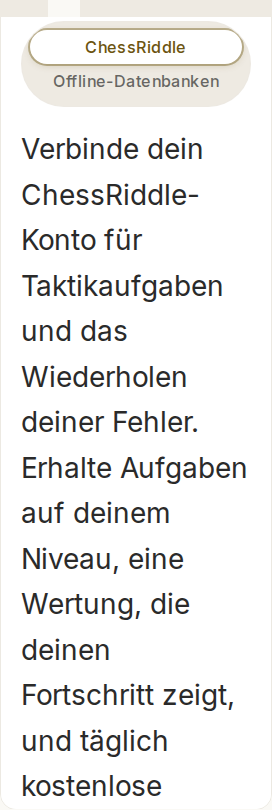 ChessRiddle
Offline-Datenbanken
Verbinde dein
ChessRiddle-
Konto für
Taktikaufgaben
und das
Wiederholen
deiner Fehler.
Erhalte Aufgaben
auf deinem
Niveau, eine
Wertung, die
deinen
Fortschritt zeigt,
und täglich
kostenlose